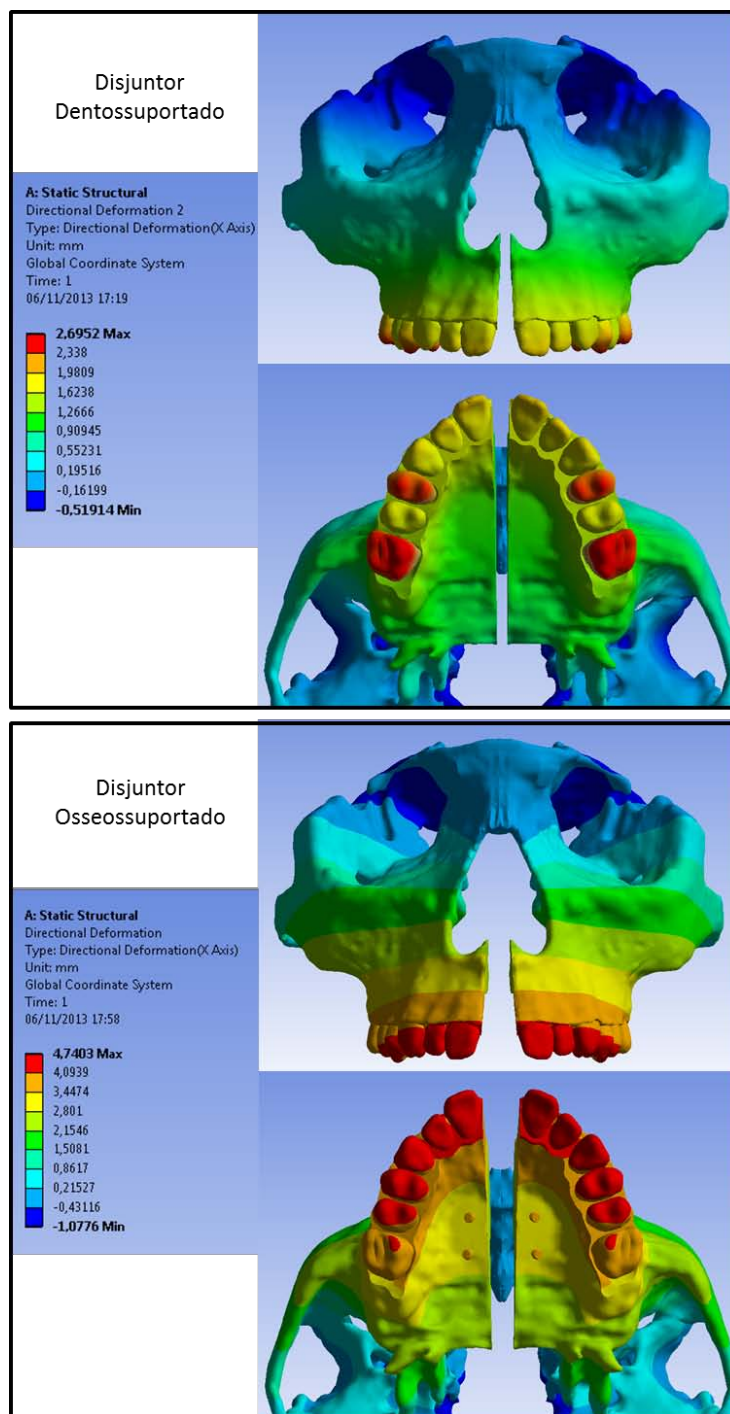 Disjuntor
Dentossuportado
A: Static Structural
Directional Deformation 2
Type: Directional Deformation(X Axis)
Unit: mm
Global Coordinate System
Time: 1
06/11/2013 17:19
2,6952 Max
2,338
1,9809
1,6238
1,2666
0,90945
0,55231
0,19516
-0,16199
-0,51914 Min
Disjuntor
Osseossuportado
A: Static Structural
Directional Deformation
Type: Directional Deformation(X Axis)
Unit: mm
Global Coordinate System
Time: 1
06/11/2013 17:58
4,7403 Max
4,0939
3,4474
2,801
2,1546
1,5081
0,8617
0,21527
-0,43116
-1,0776 Min